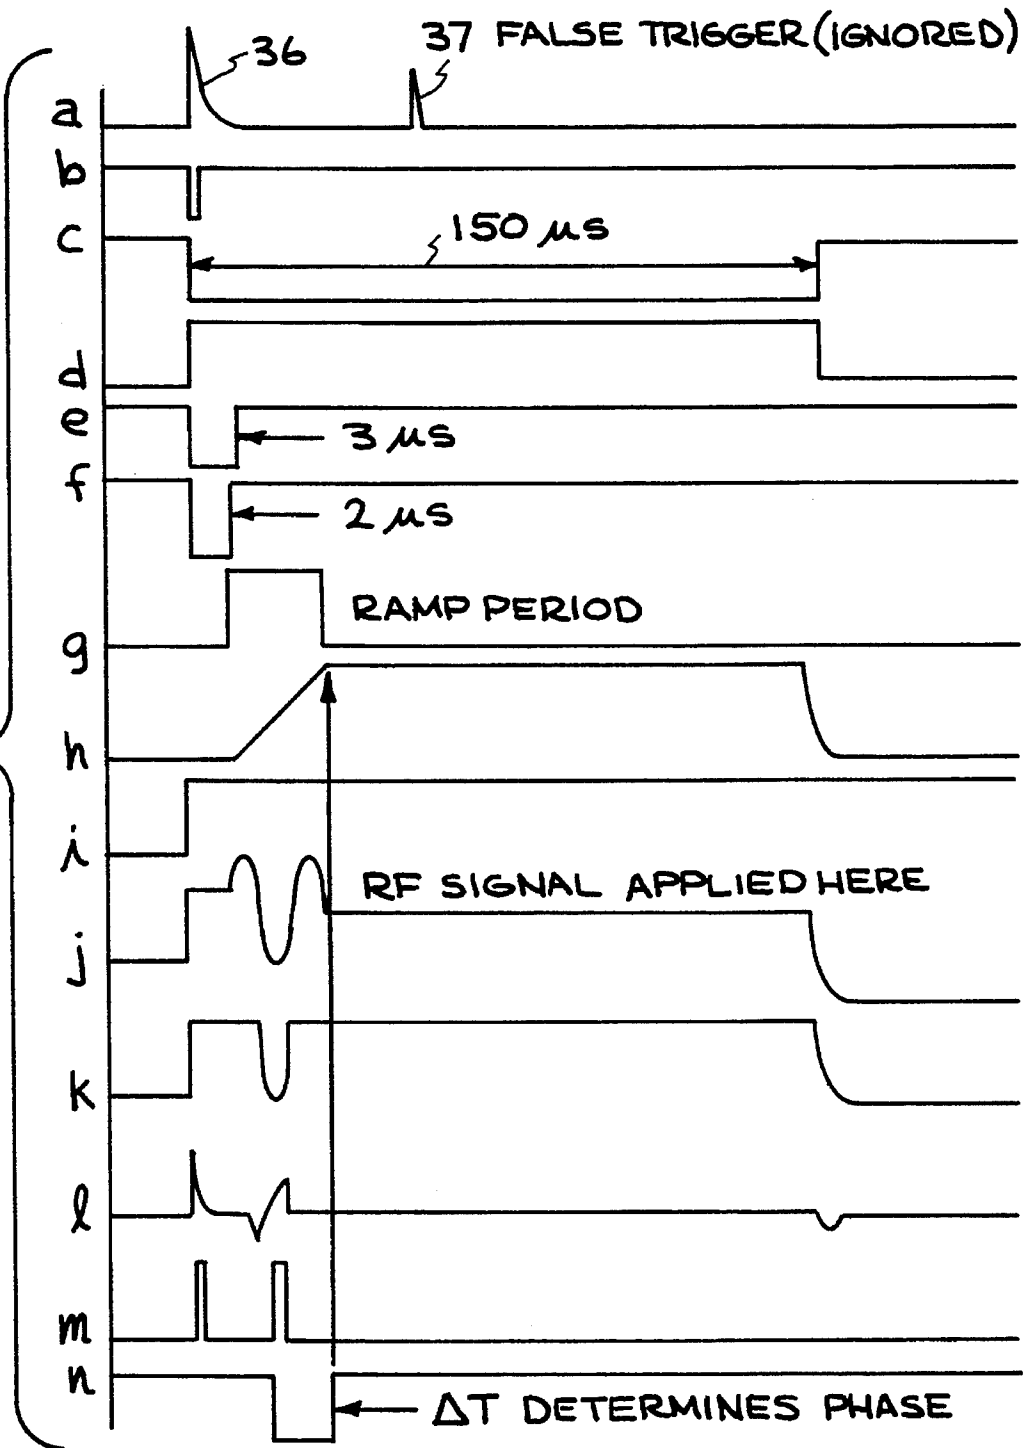 36
37 FALSE TRIGGER (IGNORED)
a
b
c
150 μs
d
e
3 μs
f
2 μs
g
RAMP PERIOD
h
i
RF SIGNAL APPLIED HERE
j
k
l
m
n
ΔT DETERMINES PHASE